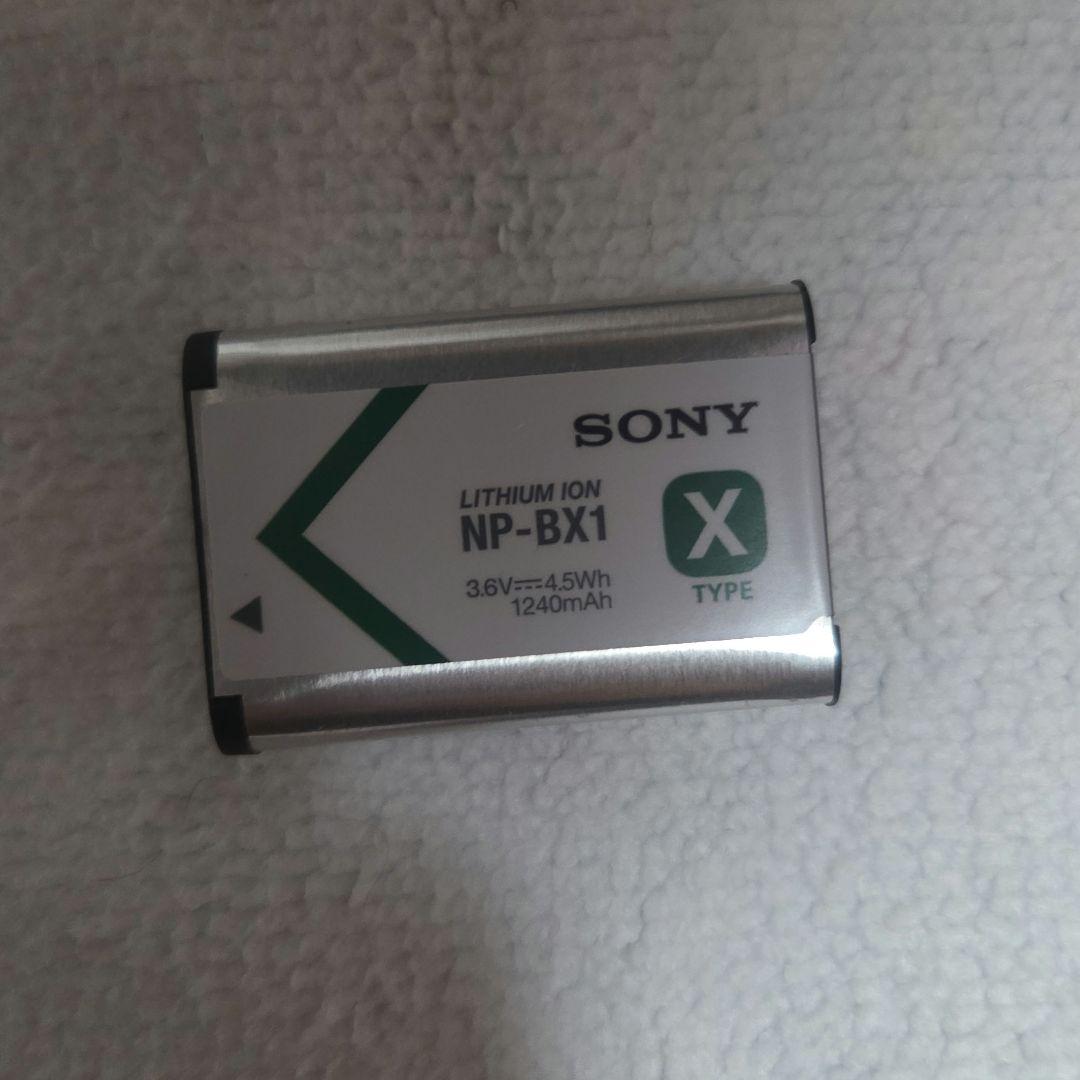 SONY
LITHIUM ION
NP-BX1
3.6V⎓4.5Wh
1240mAh
X
TYPE